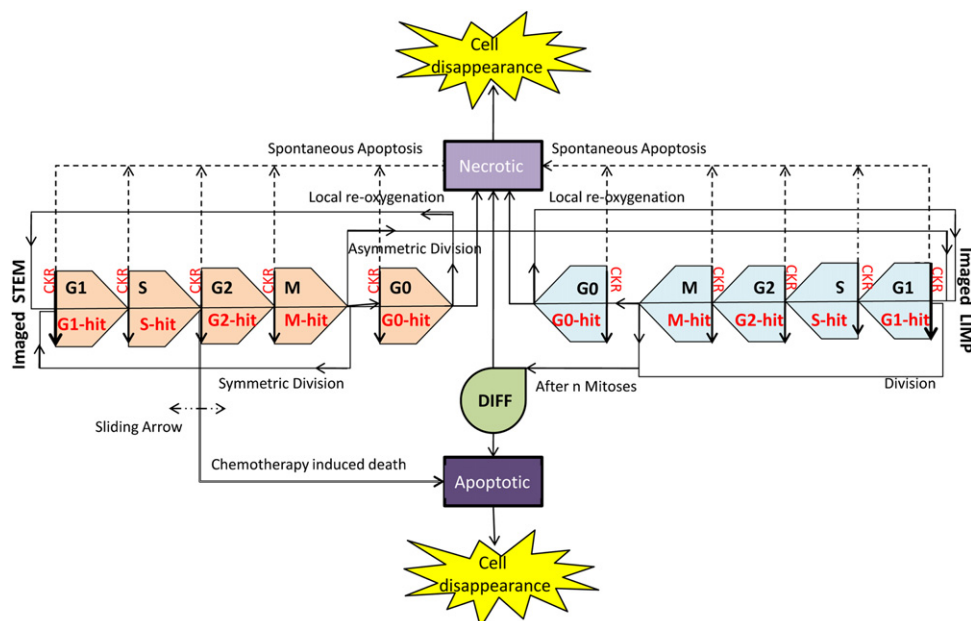 Cell
disappearance
Necrotic
Spontaneous Apoptosis
Spontaneous Apoptosis
Local re-oxygenation
Local re-oxygenation
Asymmetric Division
Imaged STEM
CKR
G1
G1-hit
CKR
S
S-hit
CKR
G2
G2-hit
CKR
M
M-hit
CKR
G0
G0-hit
G0
G0-hit
CKR
M
M-hit
CKR
G2
G2-hit
CKR
S
S-hit
CKR
G1
G1-hit
CKR
Imaged LIMP
Symmetric Division
After n Mitoses
Division
DIFF
Sliding Arrow
Chemotherapy induced death
Apoptotic
Cell
disappearance